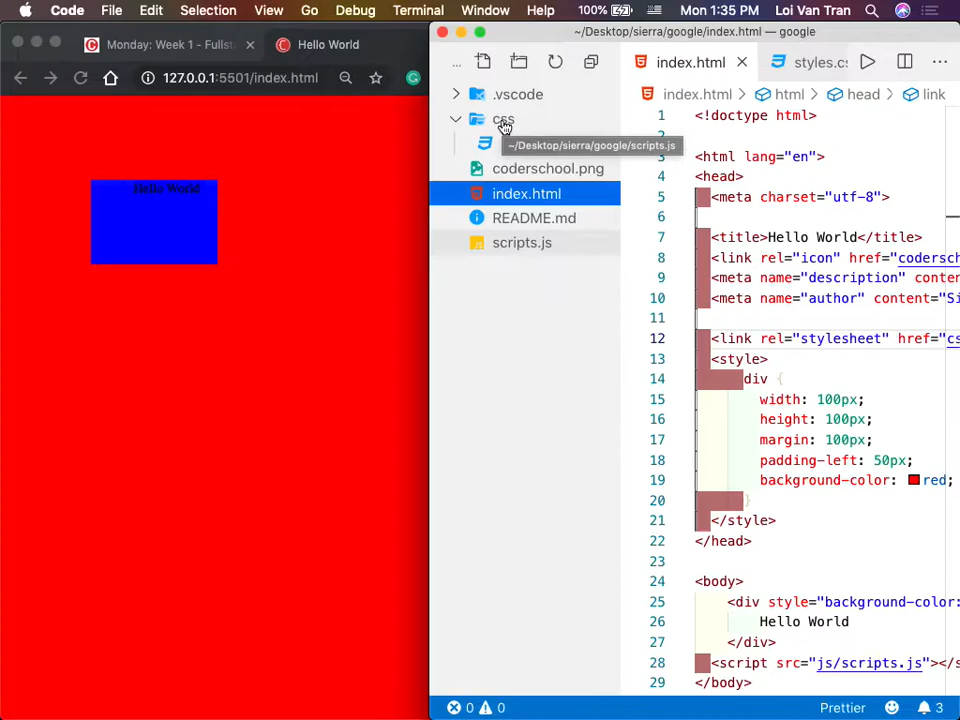 Code File Edit Selection View Go Debug Terminal Window Help 100% Mon 1:35 PM Loi Van Tran
Monday: Week 1 - Fullst
Hello World
127.0.0.1:5501/index.html
Hello World
~/Desktop/sierra/google/index.html — google
...
index.html
styles.cs
.vscode
css
~/Desktop/sierra/google/scripts.js
coderschool.png
index.html
README.md
scripts.js
index.html
html
head
link
1 <!doctype html>
2
3 <html lang="en">
4 <head>
5 <meta charset="utf-8">
6
7 <title>Hello World</title>
8 <link rel="icon" href="codersch
9 <meta name="description" conten
10 <meta name="author" content="Si
11
12 <link rel="stylesheet" href="cs
13 <style>
14 div {
15 width: 100px;
16 height: 100px;
17 margin: 100px;
18 padding-left: 50px;
19 background-color: red;
20 }
21 </style>
22 </head>
23
24 <body>
25 <div style="background-color:
26 Hello World
27 </div>
28 <script src="js/scripts.js"></s
29 </body>
0 0
Prettier
3